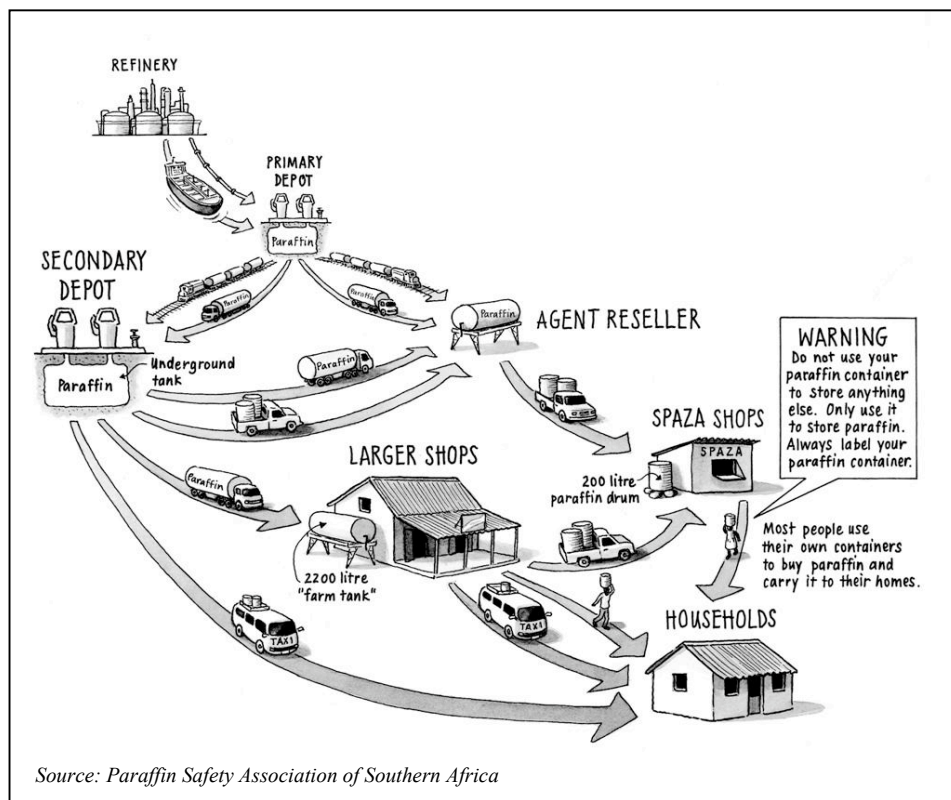 REFINERY
PRIMARY
DEPOT
Paraffin
SECONDARY
DEPOT
Paraffin
Paraffin
Paraffin
AGENT RESELLER
Underground
tank
Paraffin
Paraffin
WARNING
Do not use your
paraffin container
to store anything
else. Only use it
to store paraffin.
Always label your
paraffin container.
SPAZA SHOPS
SPAZA
200 litre
paraffin drum
LARGER SHOPS
Paraffin
2200 litre
"farm tank"
Most people use
their own containers
to buy paraffin and
carry it to their homes.
TAXI
TAXI
HOUSEHOLDS
Source: Paraffin Safety Association of Southern Africa